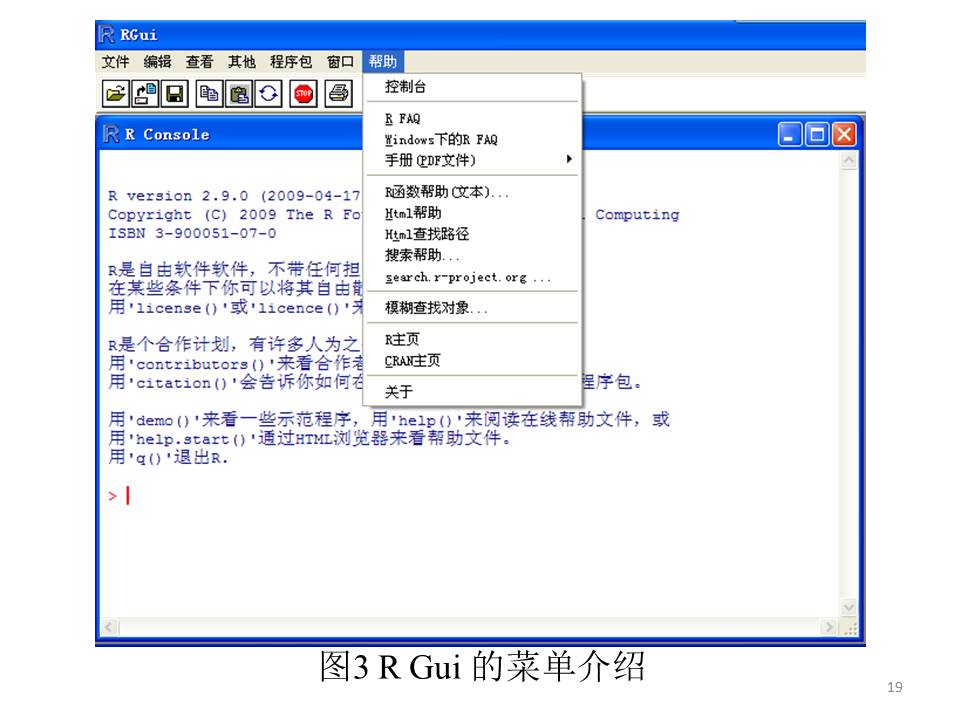 RGui
文件 编辑 查看 其他 程序包 窗口 帮助
STOP
控制台
R FAQ
Windows下的R FAQ
手册(PDF文件)
R函数帮助(文本)...
Html帮助
Html查找路径
搜索帮助...
search.r-project.org ...
模糊查找对象...
R主页
CRAN主页
关于
R Console
R version 2.9.0 (2009-04-17
Copyright (C) 2009 The R Fo Computing
ISBN 3-900051-07-0
R是自由软件软件，不带任何担
在某些条件下你可以将其自由散
用'license()'或'licence()'来
R是个合作计划，有许多人为之
用'contributors()'来看合作者
用'citation()'会告诉你如何在 程序包。
用'demo()'来看一些示范程序，用'help()'来阅读在线帮助文件，或
用'help.start()'通过HTML浏览器来看帮助文件。
用'q()'退出R.
>
图3 R Gui 的菜单介绍
19